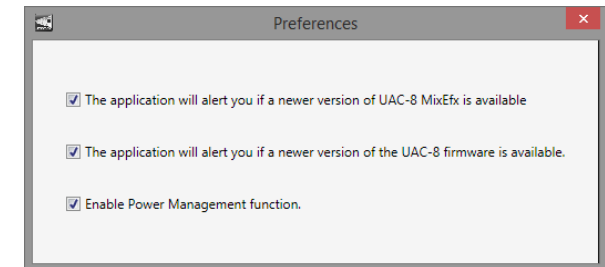 Preferences
The application will alert you if a newer version of UAC-8 MixEfx is available
The application will alert you if a newer version of the UAC-8 firmware is available.
Enable Power Management function.